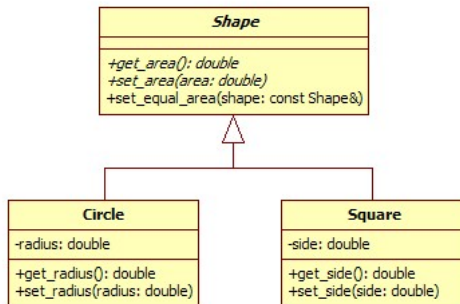 Shape
+get_area(): double
+set_area(area: double)
+set_equal_area(shape: const Shape&)
Circle
-radius: double
+get_radius(): double
+set_radius(radius: double)
Square
-side: double
+get_side(): double
+set_side(side: double)